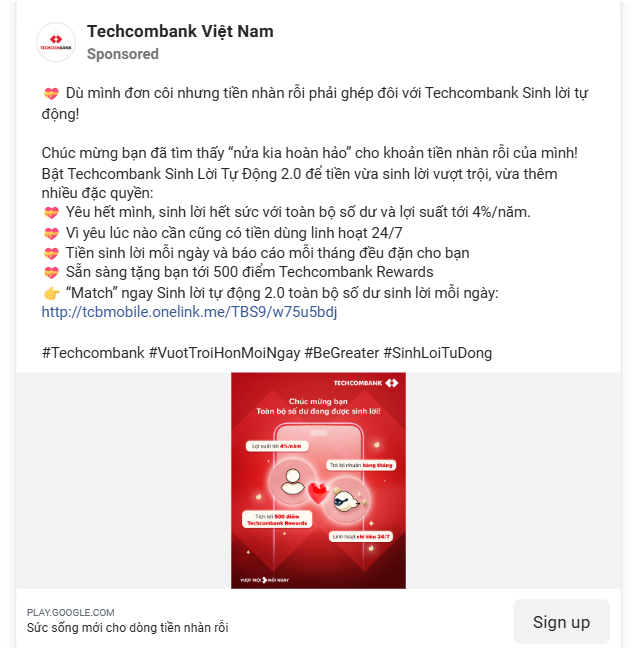 TECHCOMBANK
Techcombank Việt Nam
Sponsored
💝 Dù mình đơn côi nhưng tiền nhàn rỗi phải ghép đôi với Techcombank Sinh lời tự
động!
Chúc mừng bạn đã tìm thấy “nửa kia hoàn hảo” cho khoản tiền nhàn rỗi của mình!
Bật Techcombank Sinh Lời Tự Động 2.0 để tiền vừa sinh lời vượt trội, vừa thêm
nhiều đặc quyền:
💝 Yêu hết mình, sinh lời hết sức với toàn bộ số dư và lợi suất tới 4%/năm.
💝 Vì yêu lúc nào cần cũng có tiền dùng linh hoạt 24/7
💝 Tiền sinh lời mỗi ngày và báo cáo mỗi tháng đều đặn cho bạn
💝 Sẵn sàng tặng bạn tới 500 điểm Techcombank Rewards
👉 “Match” ngay Sinh lời tự động 2.0 toàn bộ số dư sinh lời mỗi ngày:
http://tcbmobile.onelink.me/TBS9/w75u5bdj
#Techcombank #VuotTroiHonMoiNgay #BeGreater #SinhLoiTuDong
TECHCOMBANK
Chúc mừng bạn
Toàn bộ số dư đang được sinh lời!
Lợi suất tới 4%/năm
Trả lợi nhuận hàng tháng
Tích tới 500 điểm
Techcombank Rewards
Linh hoạt chi tiêu 24/7
VƯỢT TRỘI MỖI NGÀY
PLAY.GOOGLE.COM
Sức sống mới cho dòng tiền nhàn rỗi
Sign up